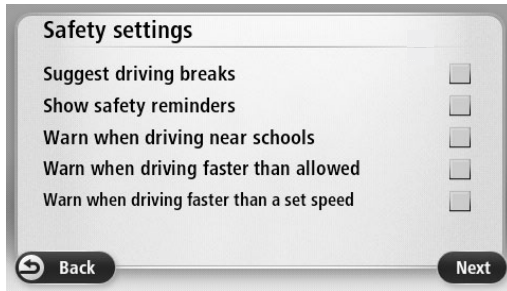 Safety settings
Suggest driving breaks
Show safety reminders
Warn when driving near schools
Warn when driving faster than allowed
Warn when driving faster than a set speed
Back
Next